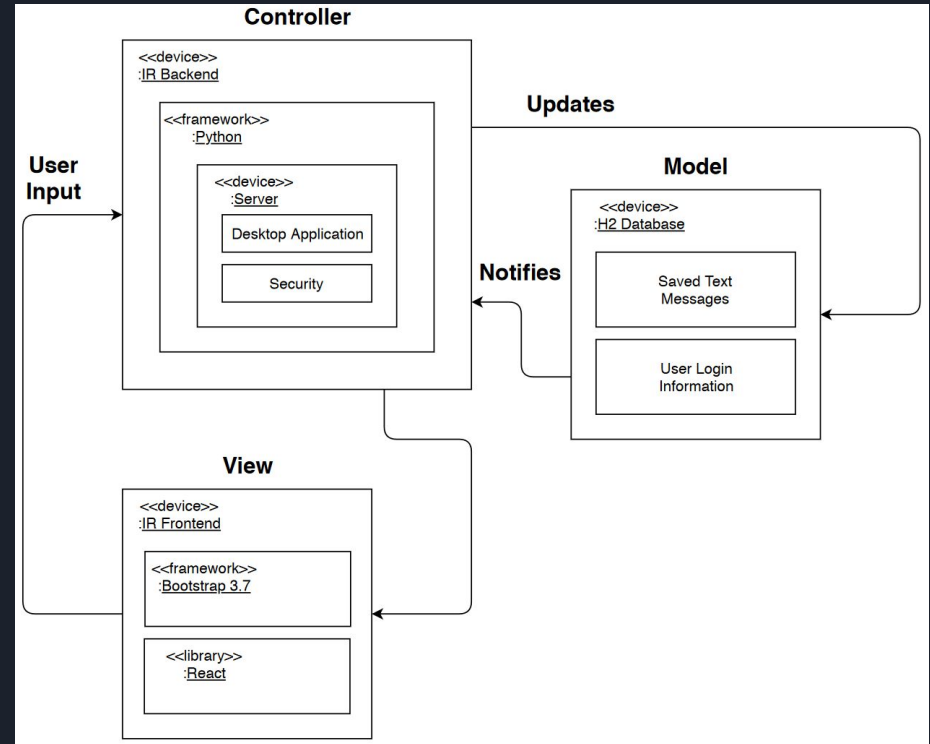 Controller
<<device>>
:IR Backend
<<framework>>
:Python
<<device>>
:Server
Desktop Application
Security
User
Input
Updates
Model
<<device>>
:H2 Database
Saved Text
Messages
User Login
Information
Notifies
View
<<device>>
:IR Frontend
<<framework>>
:Bootstrap 3.7
<<library>>
:React